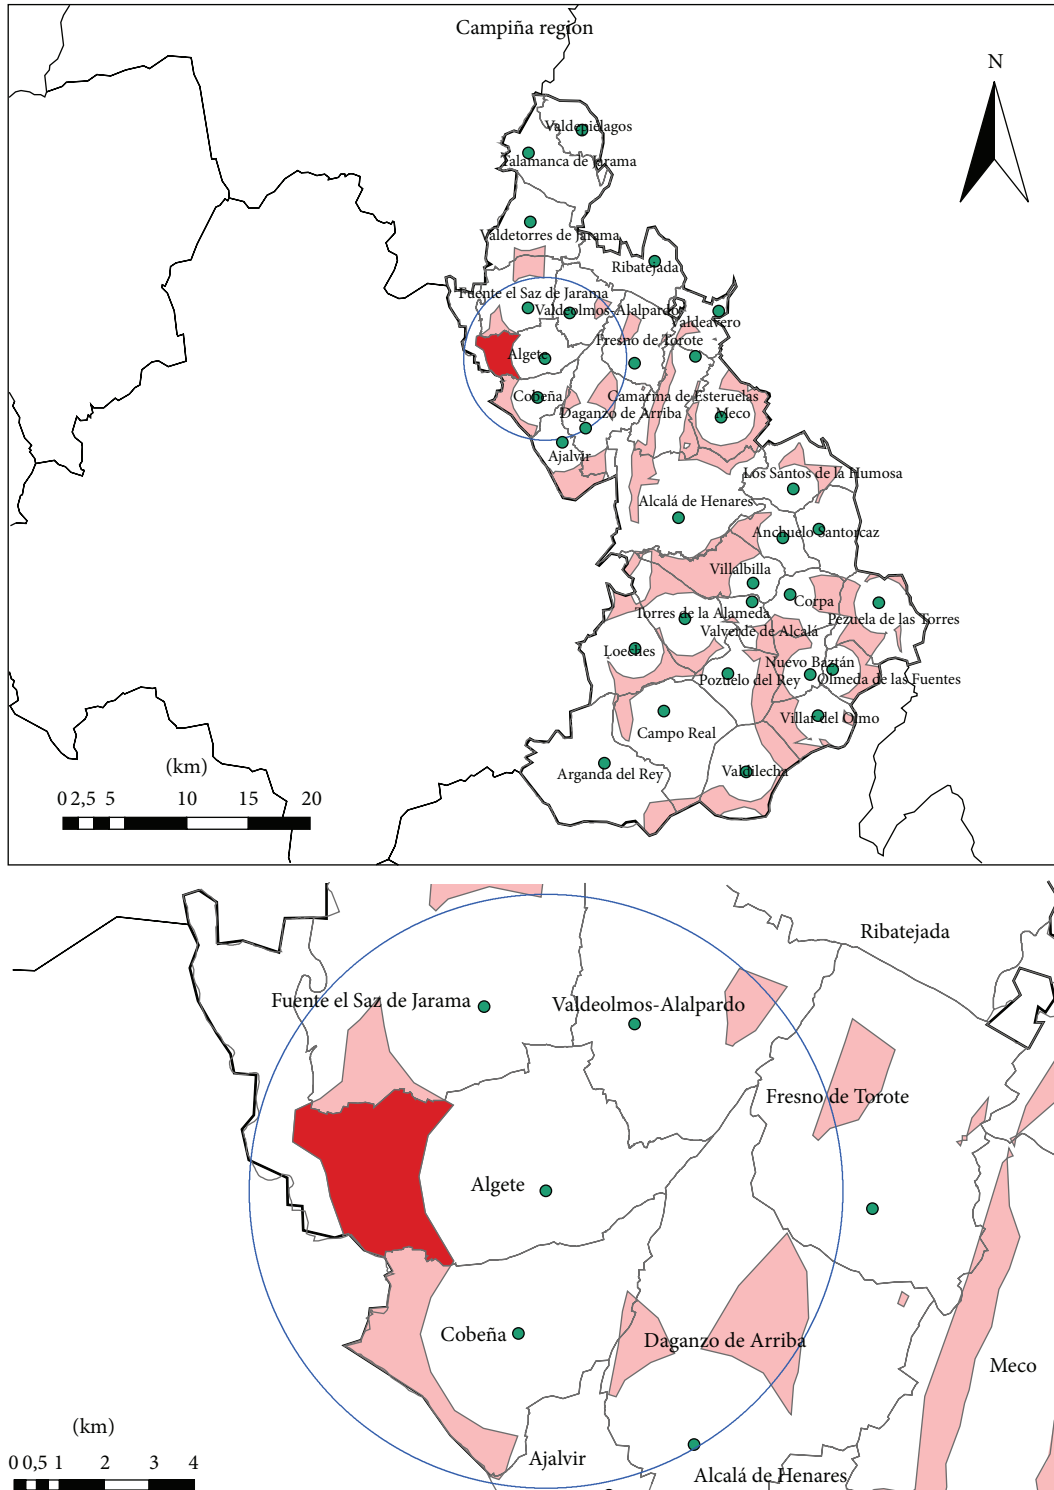 Campiña region
N
Valdepiélagos
Talamanca de Jarama
Valdetorres de Jarama
Ribatejada
Fuente el Saz de Jarama
Valdeolmos-Alalpardo
Valdeavero
Fresno de Torote
Algete
Cobeña
Camarma de Esteruelas
Daganzo de Arriba
Meco
Ajalvir
Los Santos de la Humosa
Alcalá de Henares
Anchuelo
Santorcaz
Villalbilla
Corpa
Torres de la Alameda
Pezuela de las Torres
Valverde de Alcalá
Loeches
Nuevo Baztán
Pozuelo del Rey
Olmeda de las Fuentes
Villar del Olmo
Campo Real
Arganda del Rey
Valdilecha
(km)
0 2,5 5 10 15 20
Ribatejada
Fuente el Saz de Jarama
Valdeolmos-Alalpardo
Fresno de Torote
Algete
Cobeña
Daganzo de Arriba
Meco
Ajalvir
Alcalá de Henares
(km)
0 0,5 1 2 3 4